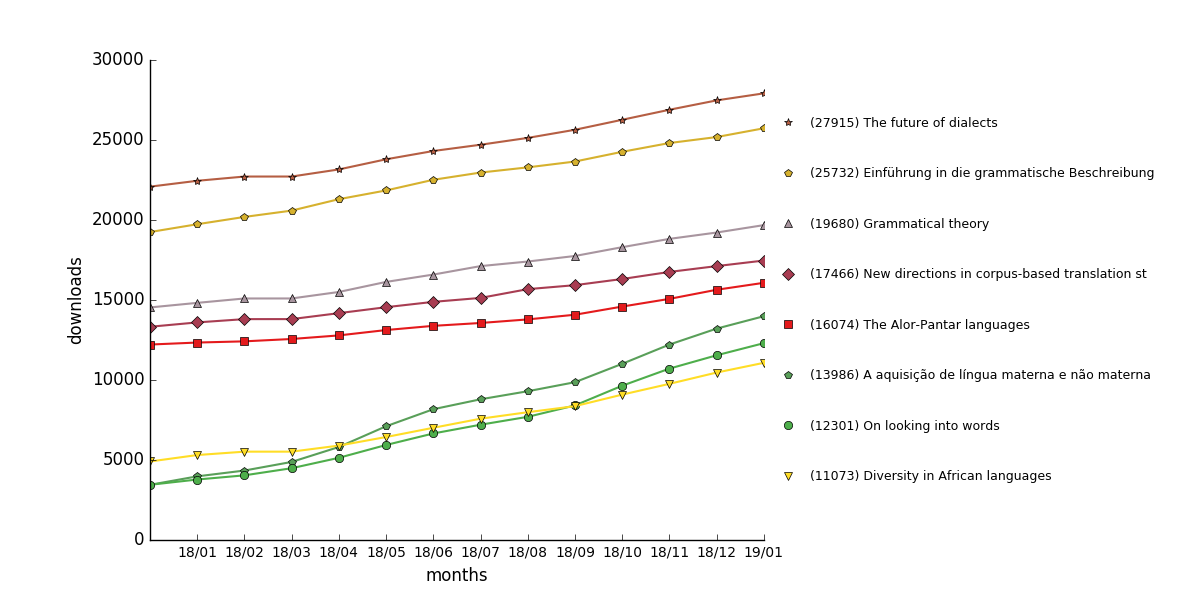 30000
25000
20000
15000
10000
5000
0
downloads
18/01 18/02 18/03 18/04 18/05 18/06 18/07 18/08 18/09 18/10 18/11 18/12 19/01
months
(27915) The future of dialects
(25732) Einführung in die grammatische Beschreibung
(19680) Grammatical theory
(17466) New directions in corpus-based translation st
(16074) The Alor-Pantar languages
(13986) A aquisição de língua materna e não materna
(12301) On looking into words
(11073) Diversity in African languages